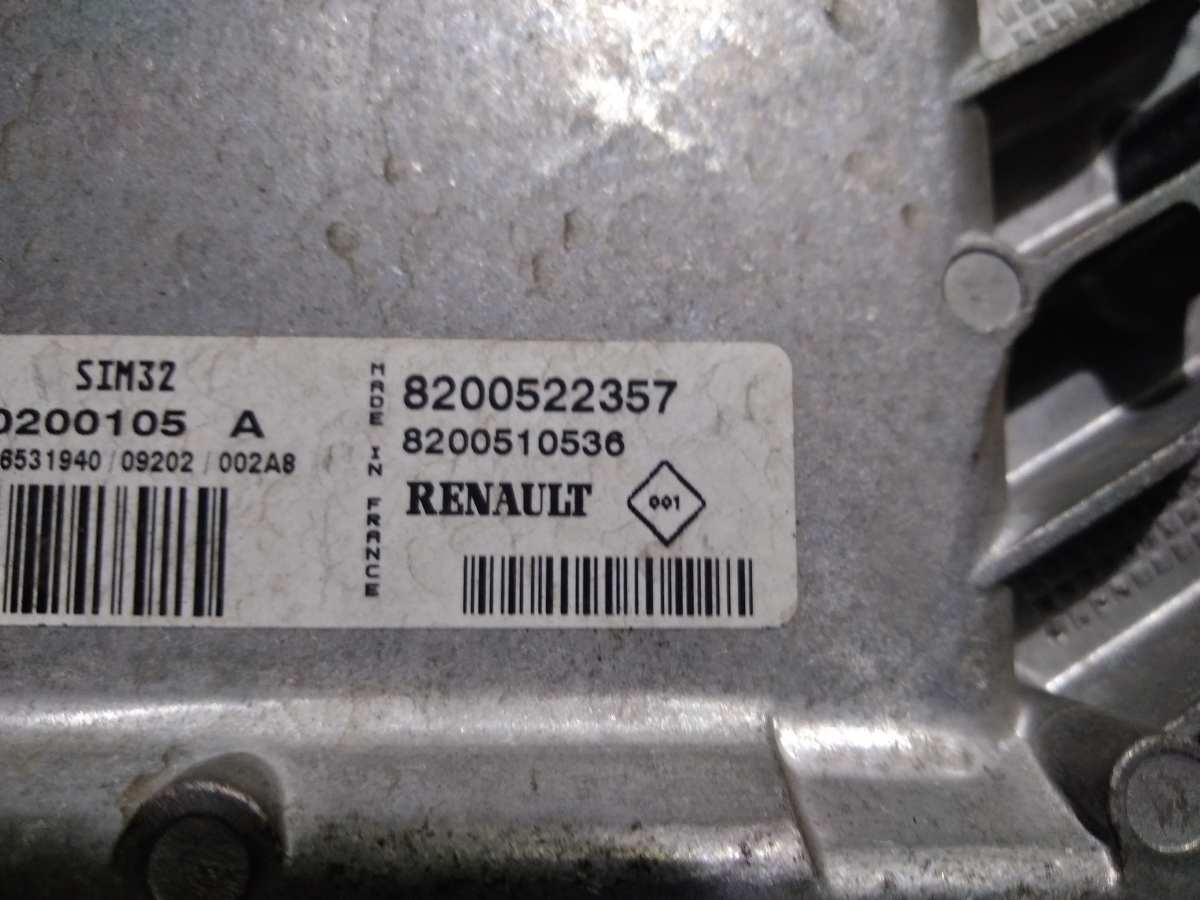 SIM32
0200105 A
6531940/09202/002A8
MADE IN FRANCE
8200522357
8200510536
RENAULT 001